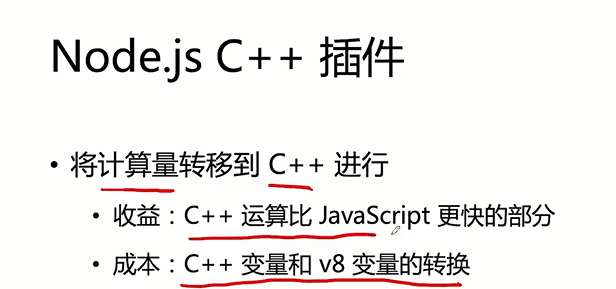 Node.js C++ 插件
• 将计算量转移到 C++ 进行
• 收益：C++ 运算比 JavaScript 更快的部分
• 成本：C++ 变量和 v8 变量的转换